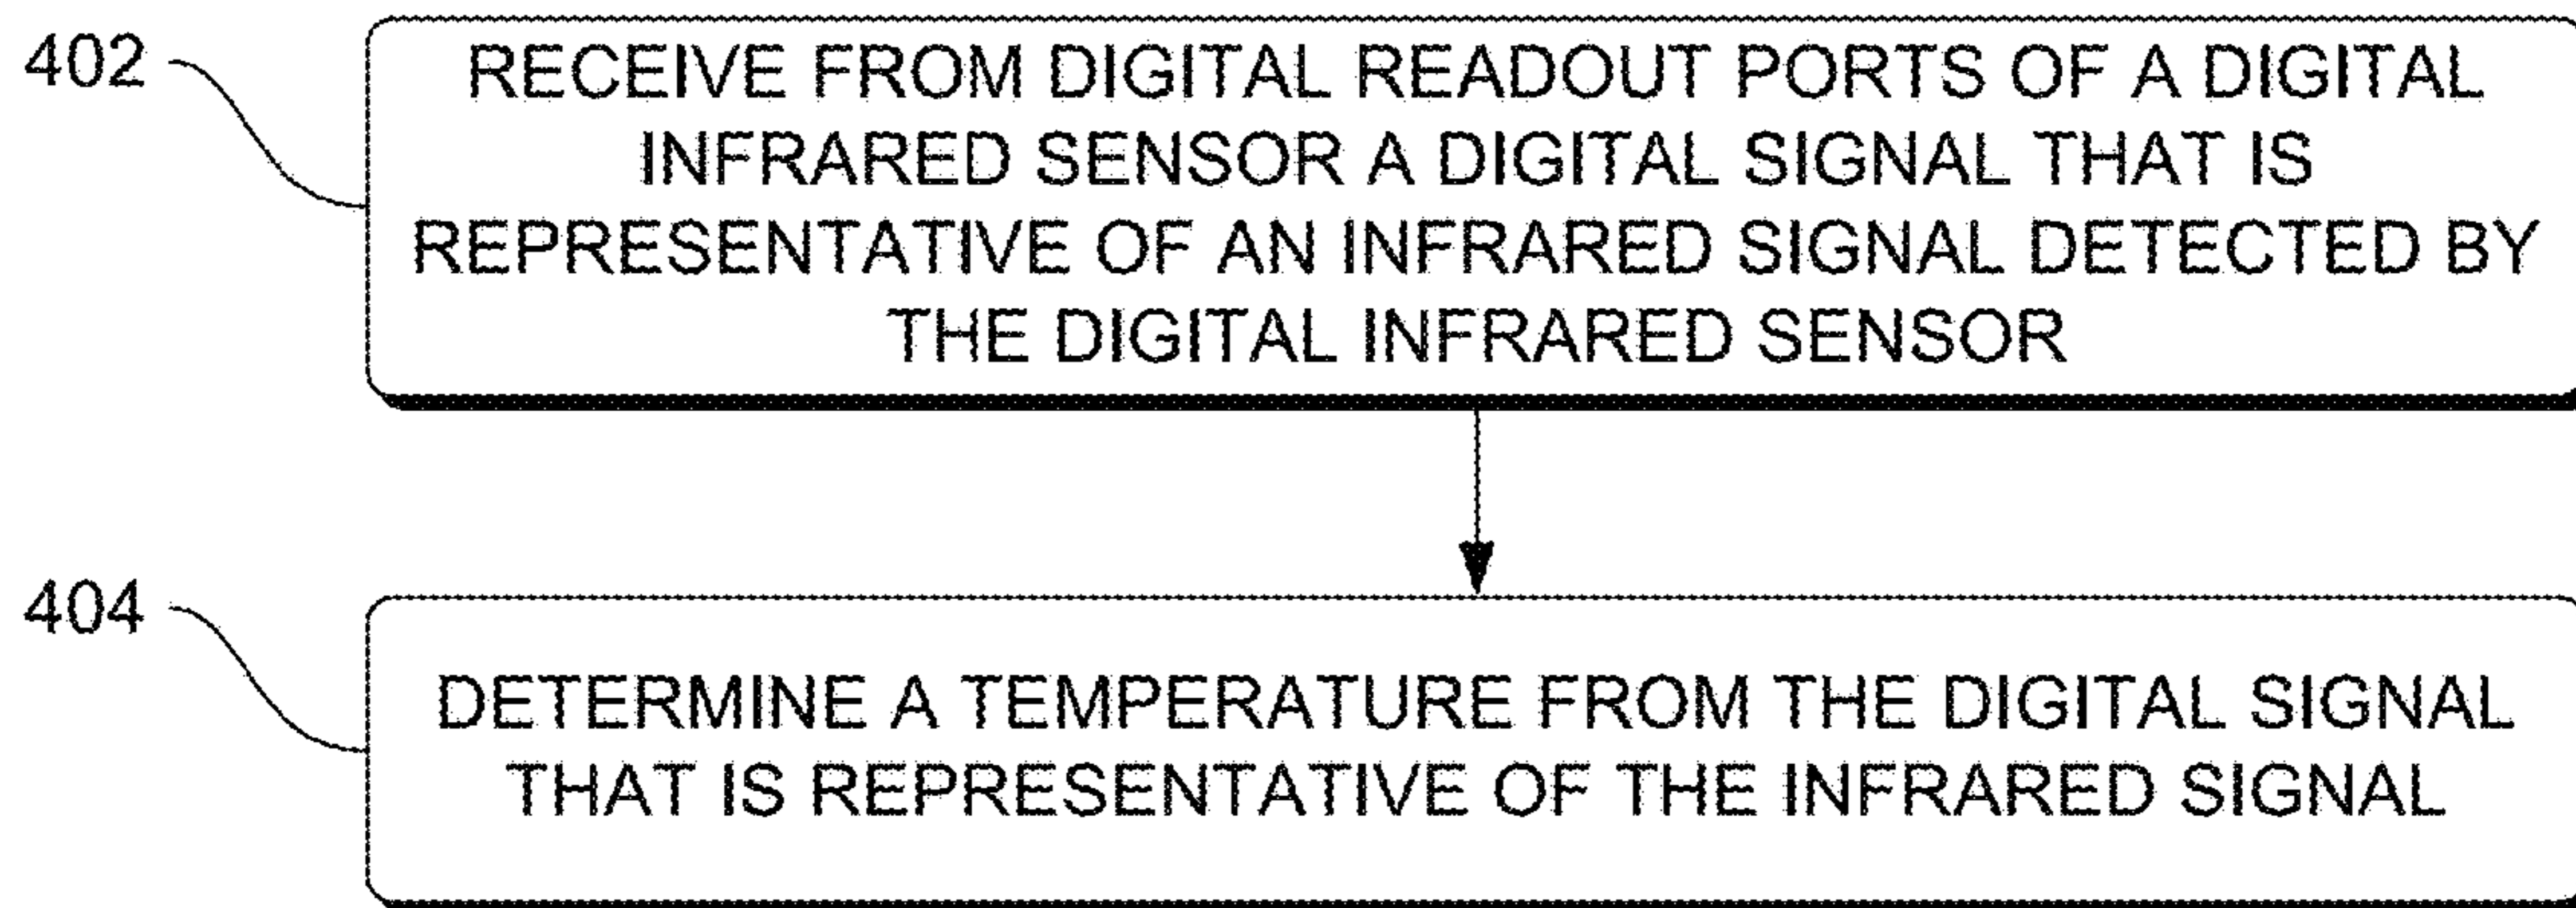 402
RECEIVE FROM DIGITAL READOUT PORTS OF A DIGITAL
INFRARED SENSOR A DIGITAL SIGNAL THAT IS
REPRESENTATIVE OF AN INFRARED SIGNAL DETECTED BY
THE DIGITAL INFRARED SENSOR
404
DETERMINE A TEMPERATURE FROM THE DIGITAL SIGNAL
THAT IS REPRESENTATIVE OF THE INFRARED SIGNAL